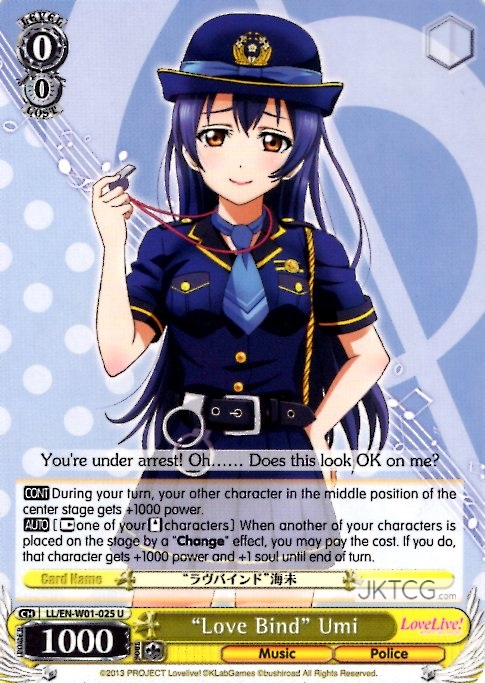 LEVEL
0
0
COST
You're under arrest! Oh...... Does this look OK on me?
CONT During your turn, your other character in the middle position of the
center stage gets +1000 power.
AUTO [ one of your characters] When another of your characters is
placed on the stage by a "Change" effect, you may pay the cost. If you do,
that character gets +1000 power and +1 soul until end of turn.
Card Name
“ラヴバインド”海未
JKTCG.com
CH LL/EN-W01-025 U
“Love Bind” Umi
LoveLive!
POWER 1000 SOUL
Music Police
©2013 PROJECT Lovelive! ©KLabGames ©bushiroad All Rights Reserved.